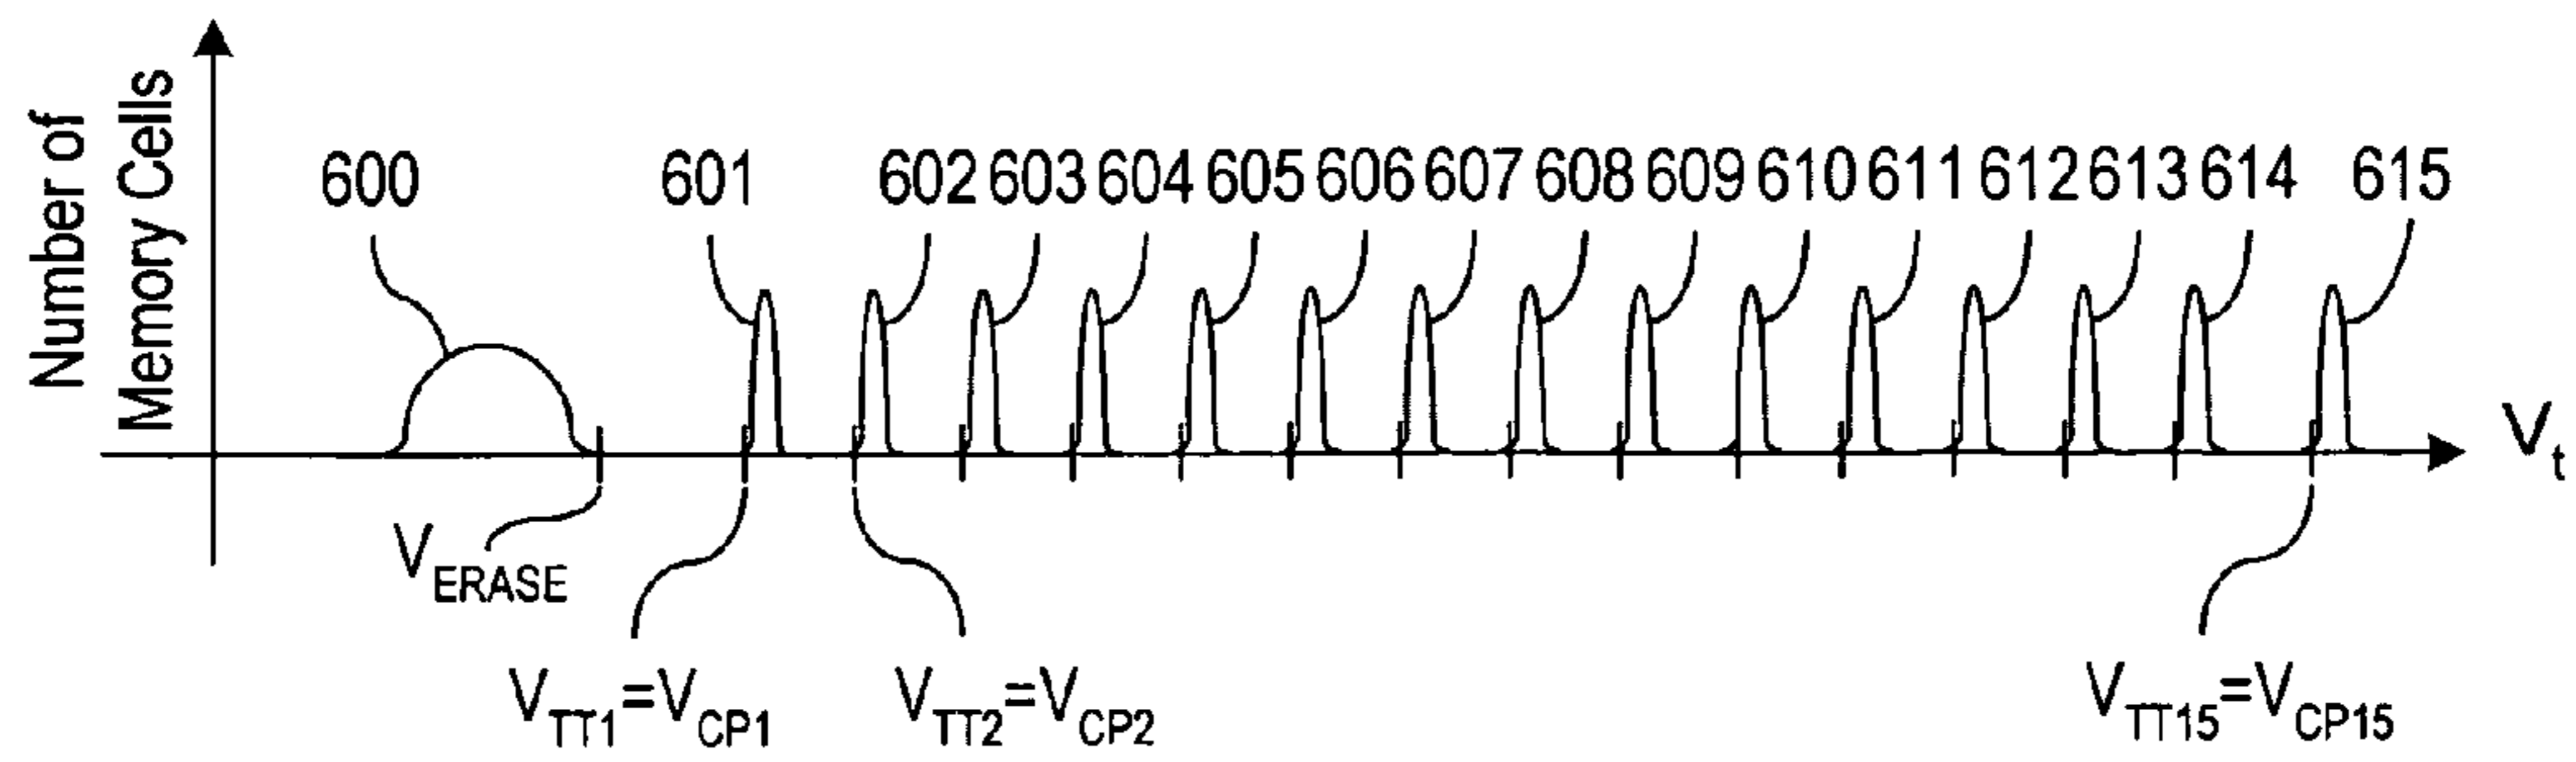 Number of
Memory Cells
600 601 602 603 604 605 606 607 608 609 610 611 612 613 614 615
Vt
VERASE
VTT1=VCP1
VTT2=VCP2
VTT15=VCP15